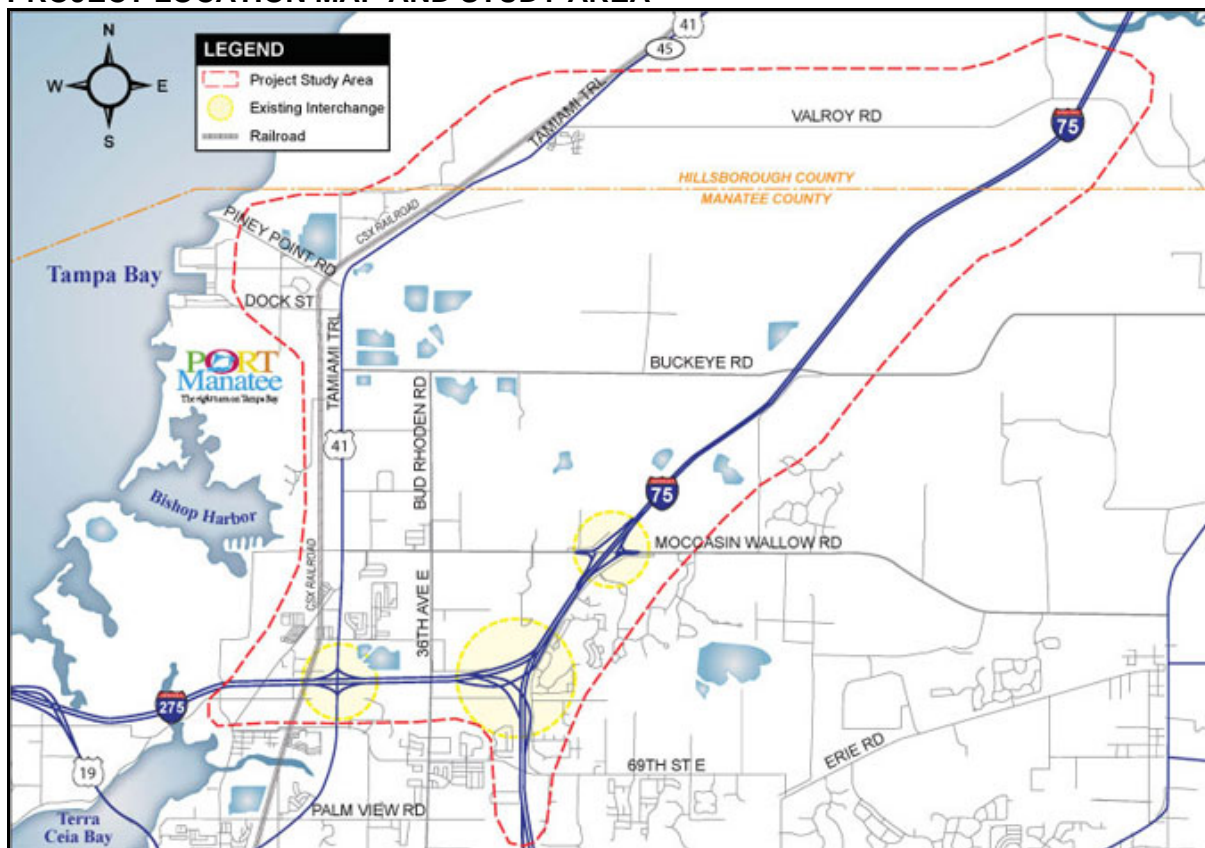 PROJECT LOCATION MAP AND STUDY AREA
N
W
E
S
LEGEND
Project Study Area
Existing Interchange
Railroad
41
45
TAMIAMI TRL
VALROY RD
75
HILLSBOROUGH COUNTY
MANATEE COUNTY
PINEY POINT RD
CSX RAILROAD
Tampa Bay
DOCK ST
TAMIAMI TRL
PORT
Manatee
The right turn on Tampa Bay
BUCKEYE RD
BUD RHODEN RD
41
75
Bishop Harbor
MOCCASIN WALLOW RD
CSX RAILROAD
36TH AVE E
275
19
69TH ST E
ERIE RD
PALM VIEW RD
Terra
Ceia Bay